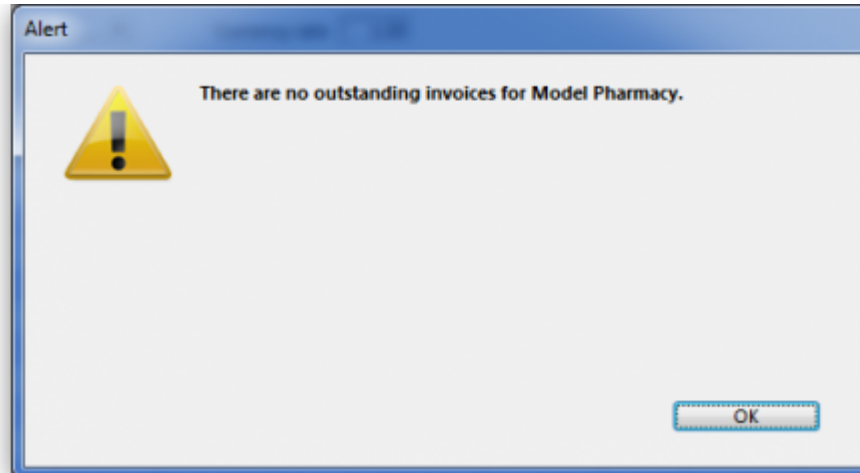 Alert
There are no outstanding invoices for Model Pharmacy.
OK